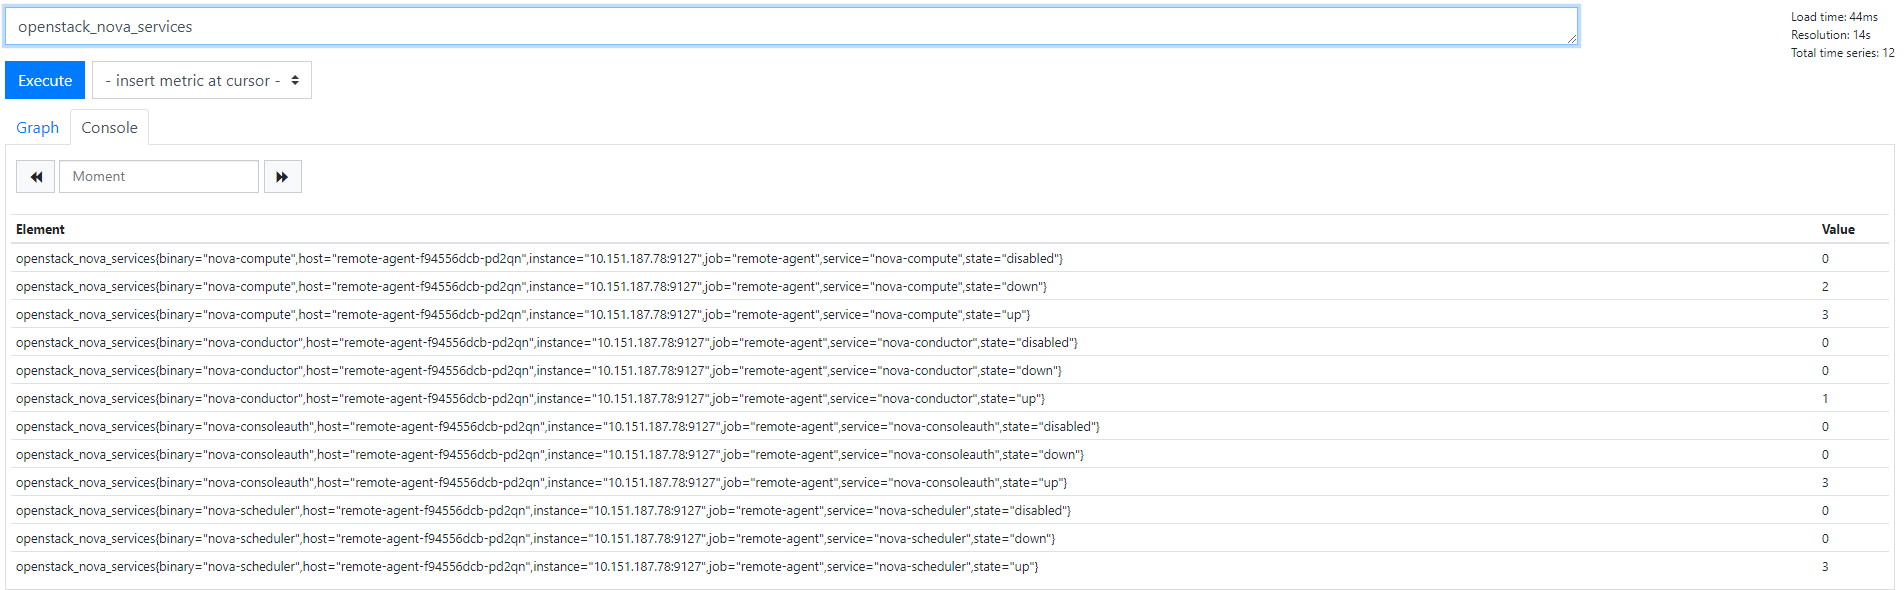 openstack_nova_services
Load time: 44ms
Resolution: 14s
Total time series: 12
Execute
- insert metric at cursor -
Graph
Console
Moment
Element Value
openstack_nova_services{binary="nova-compute",host="remote-agent-f94556dcb-pd2qn",instance="10.151.187.78:9127",job="remote-agent",service="nova-compute",state="disabled"} 0
openstack_nova_services{binary="nova-compute",host="remote-agent-f94556dcb-pd2qn",instance="10.151.187.78:9127",job="remote-agent",service="nova-compute",state="down"} 2
openstack_nova_services{binary="nova-compute",host="remote-agent-f94556dcb-pd2qn",instance="10.151.187.78:9127",job="remote-agent",service="nova-compute",state="up"} 3
openstack_nova_services{binary="nova-conductor",host="remote-agent-f94556dcb-pd2qn",instance="10.151.187.78:9127",job="remote-agent",service="nova-conductor",state="disabled"} 0
openstack_nova_services{binary="nova-conductor",host="remote-agent-f94556dcb-pd2qn",instance="10.151.187.78:9127",job="remote-agent",service="nova-conductor",state="down"} 0
openstack_nova_services{binary="nova-conductor",host="remote-agent-f94556dcb-pd2qn",instance="10.151.187.78:9127",job="remote-agent",service="nova-conductor",state="up"} 1
openstack_nova_services{binary="nova-consoleauth",host="remote-agent-f94556dcb-pd2qn",instance="10.151.187.78:9127",job="remote-agent",service="nova-consoleauth",state="disabled"} 0
openstack_nova_services{binary="nova-consoleauth",host="remote-agent-f94556dcb-pd2qn",instance="10.151.187.78:9127",job="remote-agent",service="nova-consoleauth",state="down"} 0
openstack_nova_services{binary="nova-consoleauth",host="remote-agent-f94556dcb-pd2qn",instance="10.151.187.78:9127",job="remote-agent",service="nova-consoleauth",state="up"} 3
openstack_nova_services{binary="nova-scheduler",host="remote-agent-f94556dcb-pd2qn",instance="10.151.187.78:9127",job="remote-agent",service="nova-scheduler",state="disabled"} 0
openstack_nova_services{binary="nova-scheduler",host="remote-agent-f94556dcb-pd2qn",instance="10.151.187.78:9127",job="remote-agent",service="nova-scheduler",state="down"} 0
openstack_nova_services{binary="nova-scheduler",host="remote-agent-f94556dcb-pd2qn",instance="10.151.187.78:9127",job="remote-agent",service="nova-scheduler",state="up"} 3